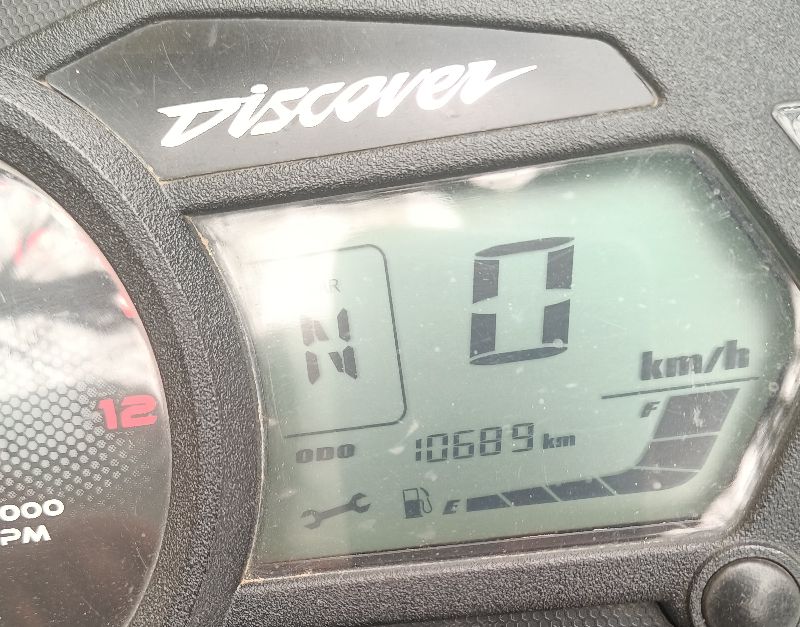 Discover
N
0
km/h
12
F
ODO
10689 km
E
000
PM